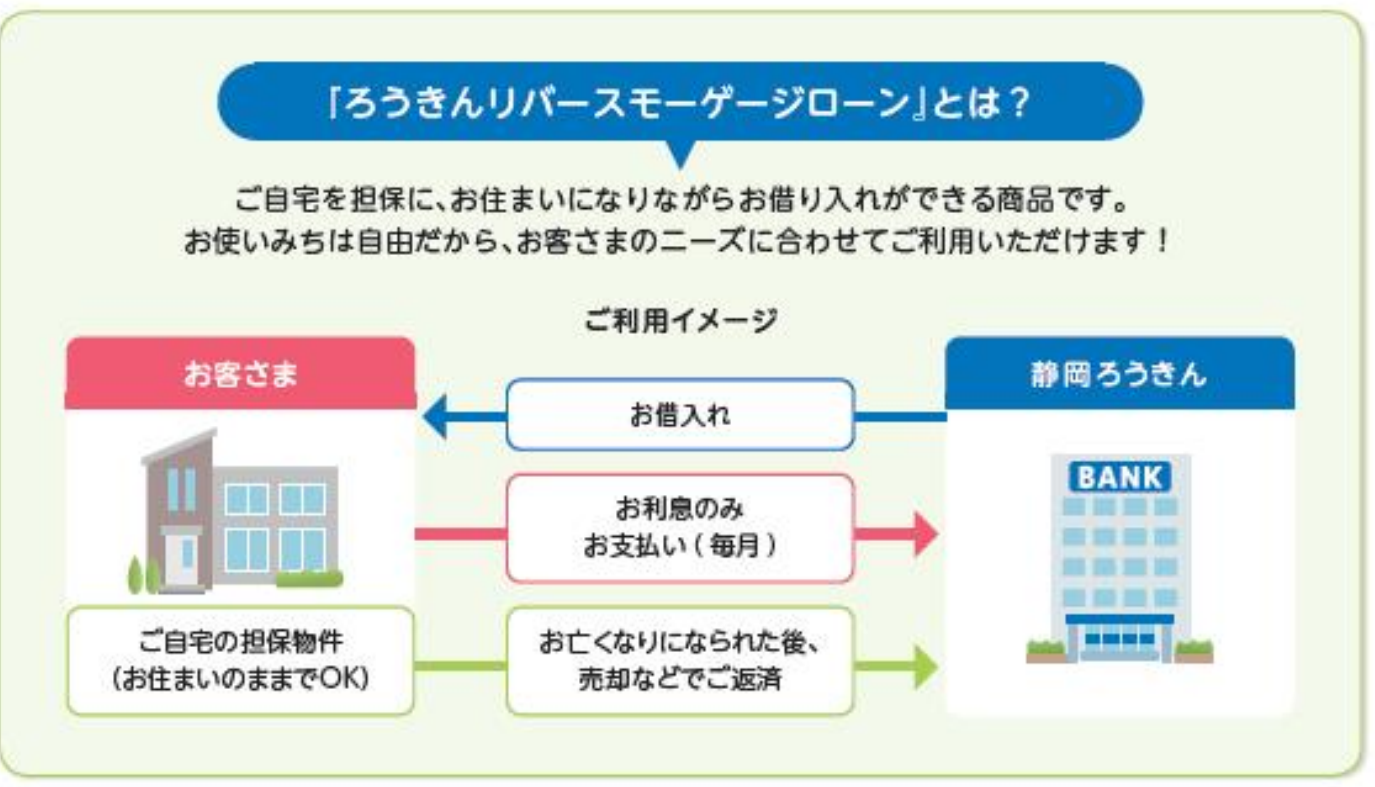 『ろうきんリバースモーゲージローン』とは？
ご自宅を担保に、お住まいになりながらお借り入れができる商品です。
お使いみちは自由だから、お客さまのニーズに合わせてご利用いただけます！
ご利用イメージ
お客さま
静岡ろうきん
お借入れ
BANK
お利息のみ
お支払い(毎月)
ご自宅の担保物件
(お住まいのままでOK)
お亡くなりになられた後、
売却などでご返済